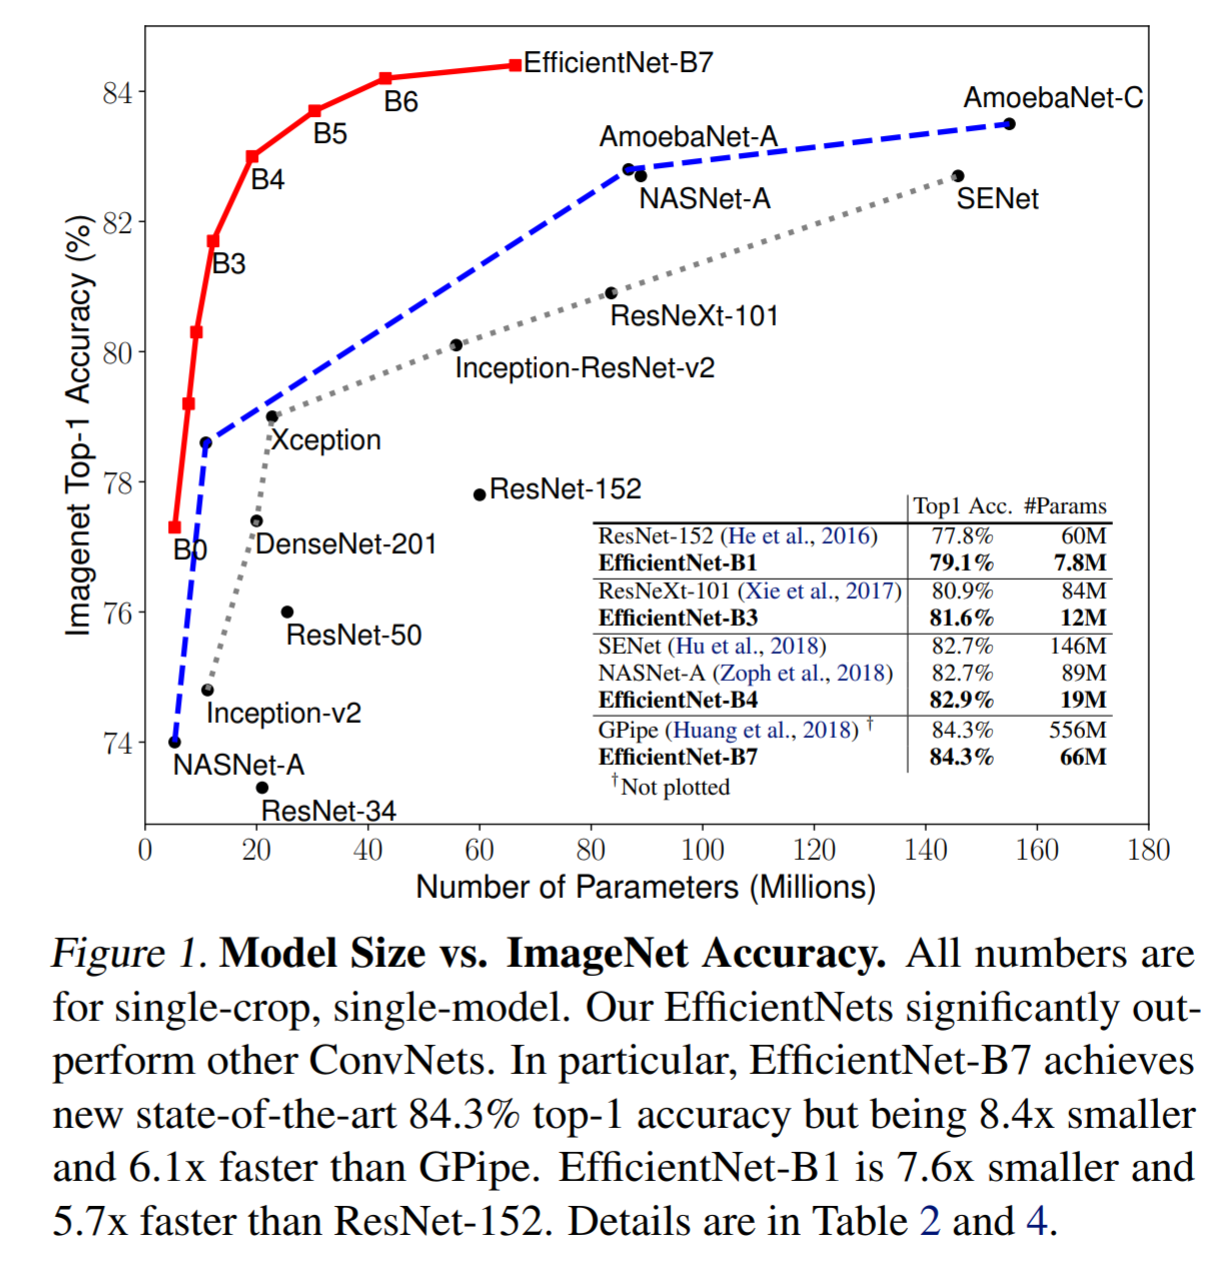 84
82
80
78
76
74
Imagenet Top-1 Accuracy (%)
EfficientNet-B7
B6
B5
B4
B3
B0
AmoebaNet-C
AmoebaNet-A
NASNet-A
SENet
ResNeXt-101
Inception-ResNet-v2
Xception
ResNet-152
DenseNet-201
ResNet-50
Inception-v2
NASNet-A
ResNet-34
Top1 Acc. #Params
ResNet-152 (He et al., 2016) 77.8% 60M
EfficientNet-B1 79.1% 7.8M
ResNeXt-101 (Xie et al., 2017) 80.9% 84M
EfficientNet-B3 81.6% 12M
SENet (Hu et al., 2018) 82.7% 146M
NASNet-A (Zoph et al., 2018) 82.7% 89M
EfficientNet-B4 82.9% 19M
GPipe (Huang et al., 2018) † 84.3% 556M
EfficientNet-B7 84.3% 66M
†Not plotted
0 20 40 60 80 100 120 140 160 180
Number of Parameters (Millions)
Figure 1. Model Size vs. ImageNet Accuracy. All numbers are
for single-crop, single-model. Our EfficientNets significantly out-
perform other ConvNets. In particular, EfficientNet-B7 achieves
new state-of-the-art 84.3% top-1 accuracy but being 8.4x smaller
and 6.1x faster than GPipe. EfficientNet-B1 is 7.6x smaller and
5.7x faster than ResNet-152. Details are in Table 2 and 4.